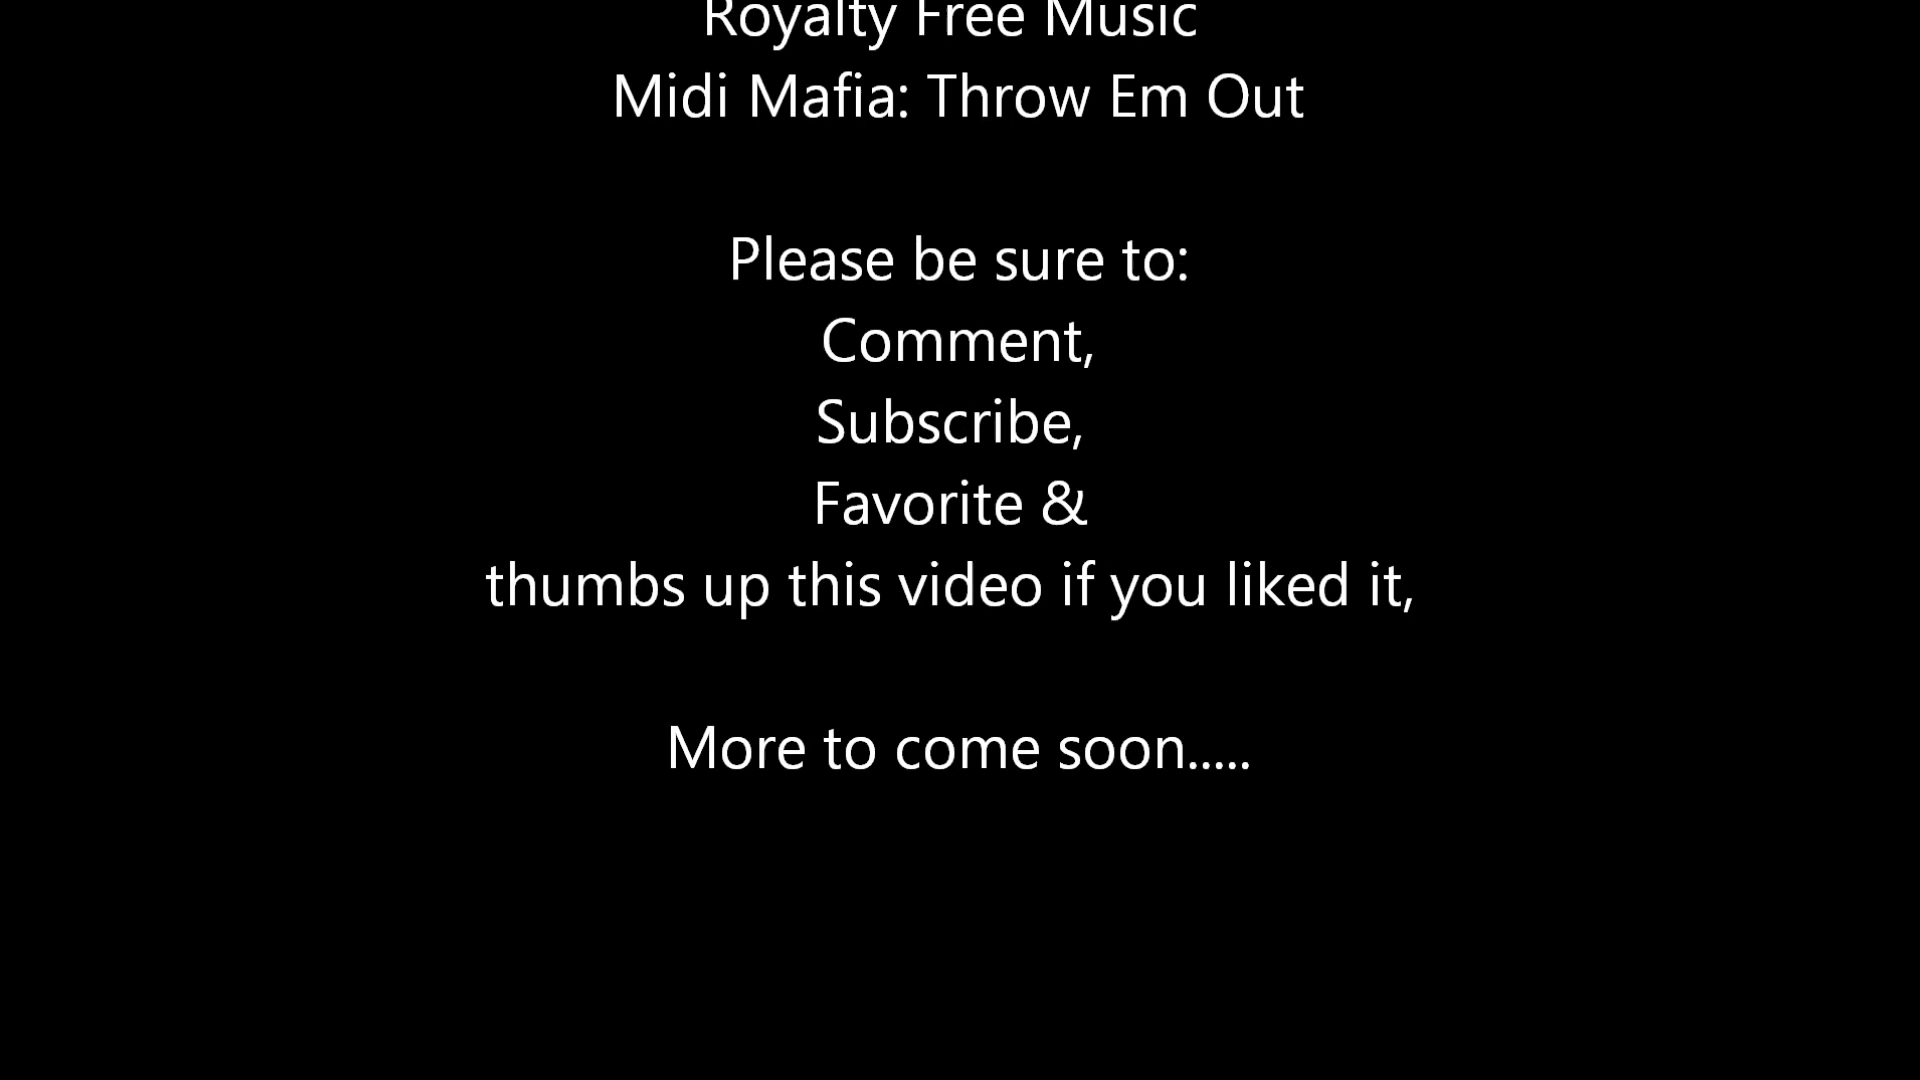 Royalty Free Music
Midi Mafia: Throw Em Out
Please be sure to:
Comment,
Subscribe,
Favorite &
thumbs up this video if you liked it,
More to come soon.....